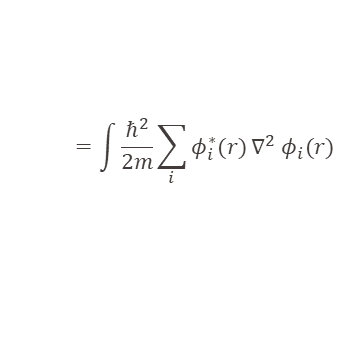 = ∫ ħ²/2m ∑ᵢ ϕᵢ*(r) ∇² ϕᵢ(r)